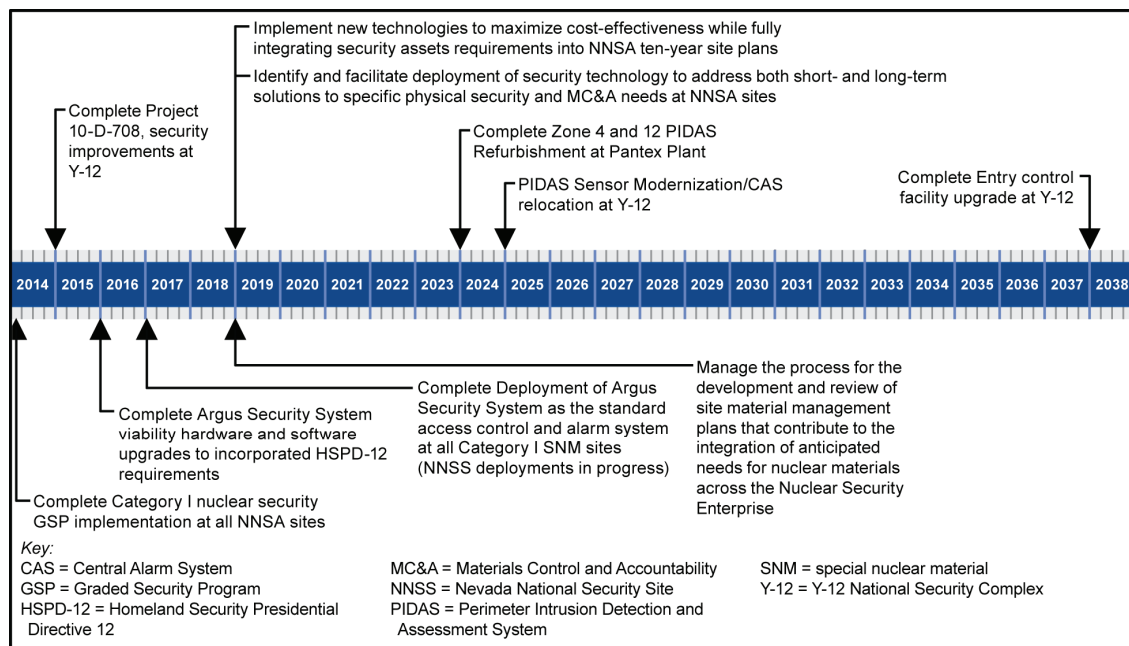 Implement new technologies to maximize cost-effectiveness while fully
integrating security assets requirements into NNSA ten-year site plans
Identify and facilitate deployment of security technology to address both short- and long-term
solutions to specific physical security and MC&A needs at NNSA sites
Complete Project
10-D-708, security
improvements at
Y-12
Complete Zone 4 and 12 PIDAS
Refurbishment at Pantex Plant
PIDAS Sensor Modernization/CAS
relocation at Y-12
Complete Entry control
facility upgrade at Y-12
2014 2015 2016 2017 2018 2019 2020 2021 2022 2023 2024 2025 2026 2027 2028 2029 2030 2031 2032 2033 2034 2035 2036 2037 2038
Complete Category I nuclear security
GSP implementation at all NNSA sites
Complete Argus Security System
viability hardware and software
upgrades to incorporated HSPD-12
requirements
Complete Deployment of Argus
Security System as the standard
access control and alarm system
at all Category I SNM sites
(NNSS deployments in progress)
Manage the process for the
development and review of
site material management
plans that contribute to the
integration of anticipated
needs for nuclear materials
across the Nuclear Security
Enterprise
Key:
CAS = Central Alarm System
GSP = Graded Security Program
HSPD-12 = Homeland Security Presidential
Directive 12
MC&A = Materials Control and Accountability
NNSS = Nevada National Security Site
PIDAS = Perimeter Intrusion Detection and
Assessment System
SNM = special nuclear material
Y-12 = Y-12 National Security Complex